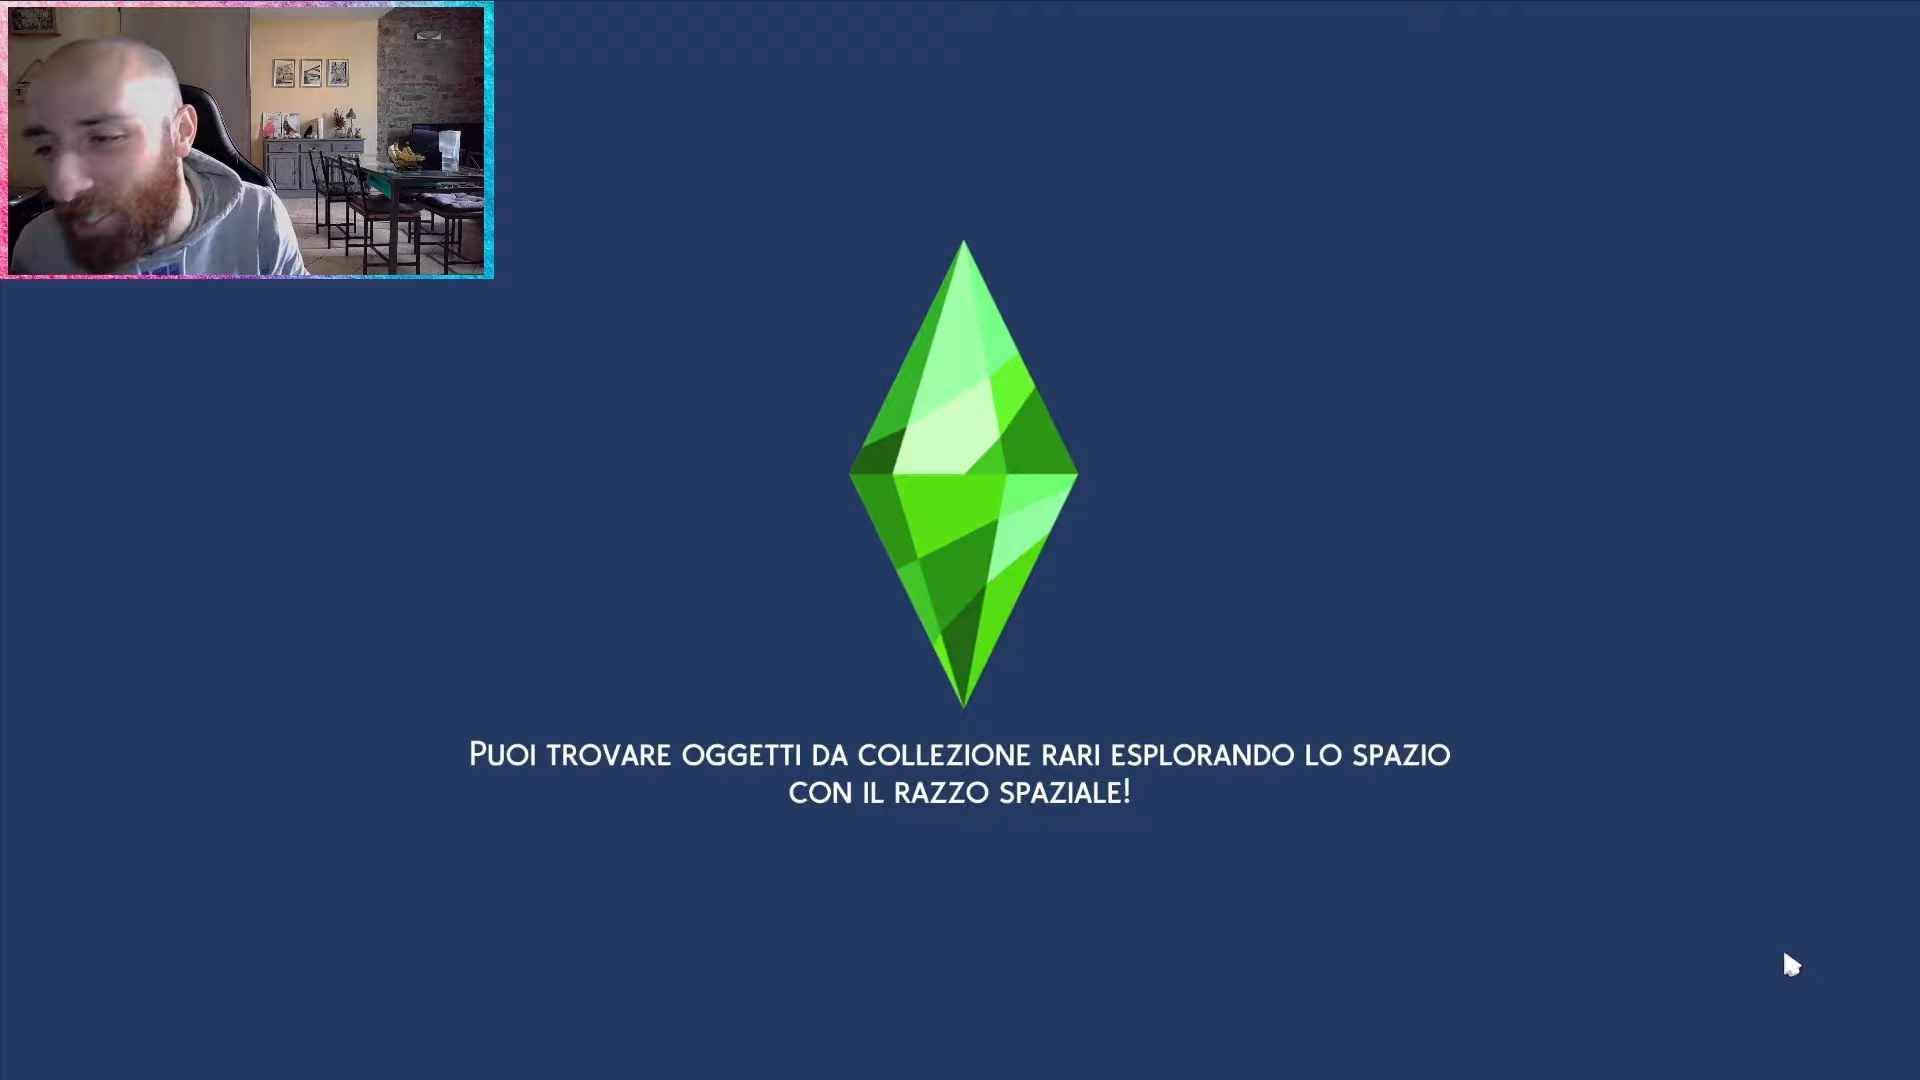 PUOI TROVARE OGGETTI DA COLLEZIONE RARI ESPLORANDO LO SPAZIO
CON IL RAZZO SPAZIALE!